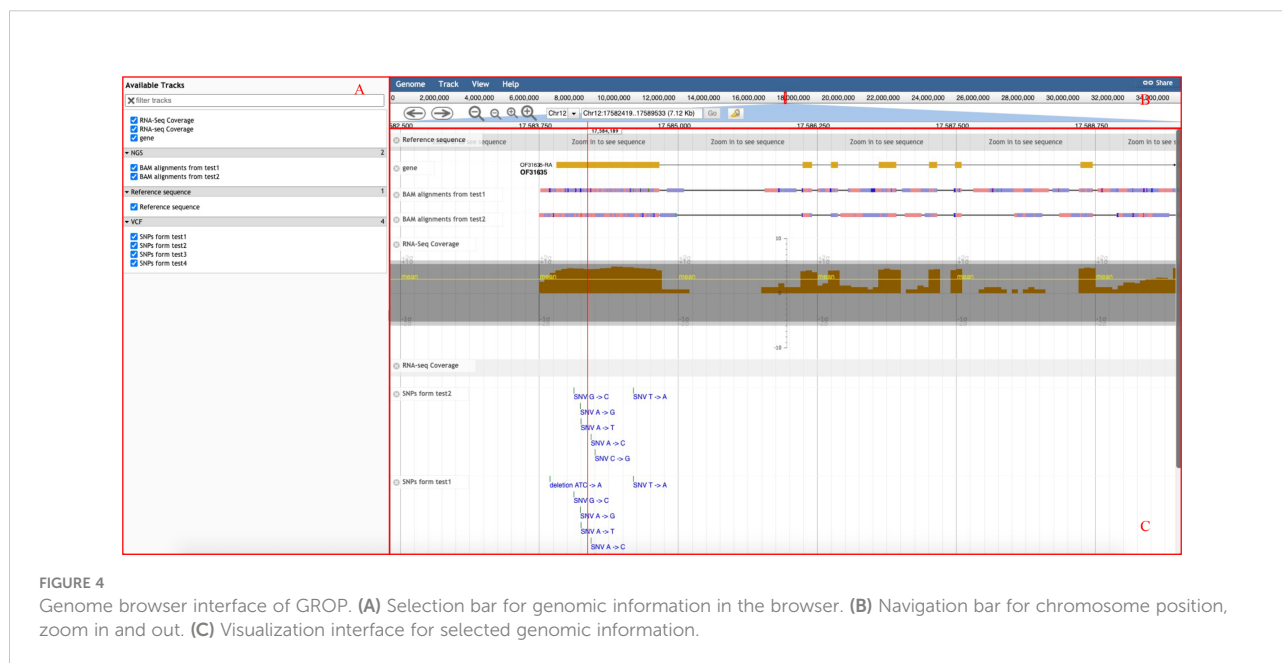 Available Tracks
A
filter tracks
RNA-Seq Coverage
RNA-seq Coverage
gene
NGS 2
BAM alignments from test1
BAM alignments from test2
Reference sequence 1
Reference sequence
VCF 4
SNPs form test1
SNPs form test2
SNPs form test3
SNPs form test4
Genome Track View Help Share
0 2,000,000 4,000,000 6,000,000 8,000,000 10,000,000 12,000,000 14,000,000 16,000,000 18,000,000 20,000,000 22,000,000 24,000,000 26,000,000 28,000,000 30,000,000 32,000,000 34,000,000
B
Chr12 Chr12:17582419..17589533 (7.12 Kb) Go
582,500 17,583,750 17,585,000 17,586,250 17,587,500 17,588,750
17,584,189
Reference sequence sequence Zoom in to see sequence Zoom in to see sequence Zoom in to see sequence Zoom in to see sequence Zoom in to see s
gene
OF31635-RA
OF31635
BAM alignments from test1
BAM alignments from test2
RNA-Seq Coverage
10
mean mean mean mean mean mean
-10
RNA-seq Coverage
SNPs form test2
SNV G -> C SNV T -> A
SNV A -> G
SNV A -> T
SNV A -> C
SNV C -> G
SNPs form test1
deletion ATC -> A SNV T -> A
SNV G -> C
SNV A -> G
SNV A -> T
SNV A -> C
C
FIGURE 4
Genome browser interface of GROP. (A) Selection bar for genomic information in the browser. (B) Navigation bar for chromosome position,
zoom in and out. (C) Visualization interface for selected genomic information.